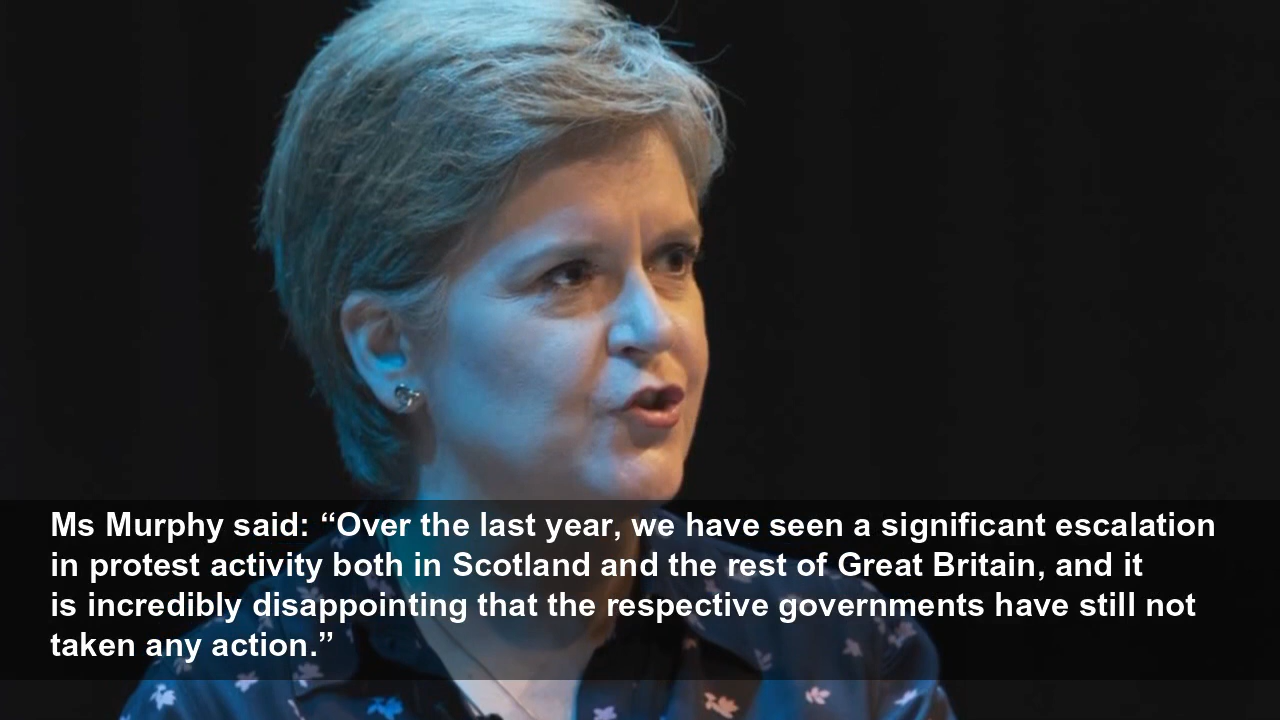 Ms Murphy said: “Over the last year, we have seen a significant escalation
in protest activity both in Scotland and the rest of Great Britain, and it
is incredibly disappointing that the respective governments have still not
taken any action.”